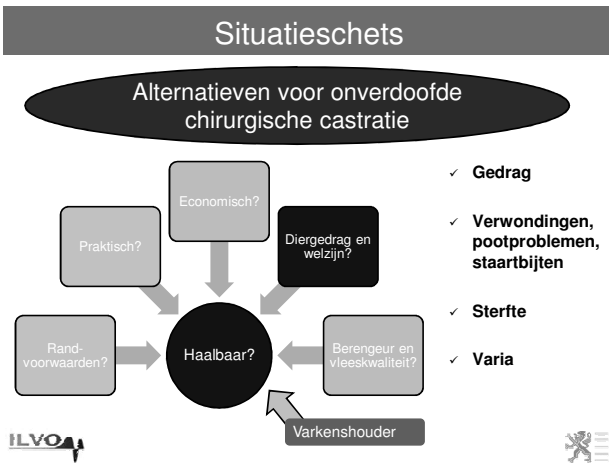 Situatieschets
Alternatieven voor onverdoofde
chirurgische castratie
Economisch?
Praktisch?
Diergedrag en
welzijn?
Rand-
voorwaarden?
Haalbaar?
Berengeur en
vleeskwaliteit?
Varkenshouder
✓ Gedrag
✓ Verwondingen,
pootproblemen,
staartbijten
✓ Sterfte
✓ Varia
ILVO